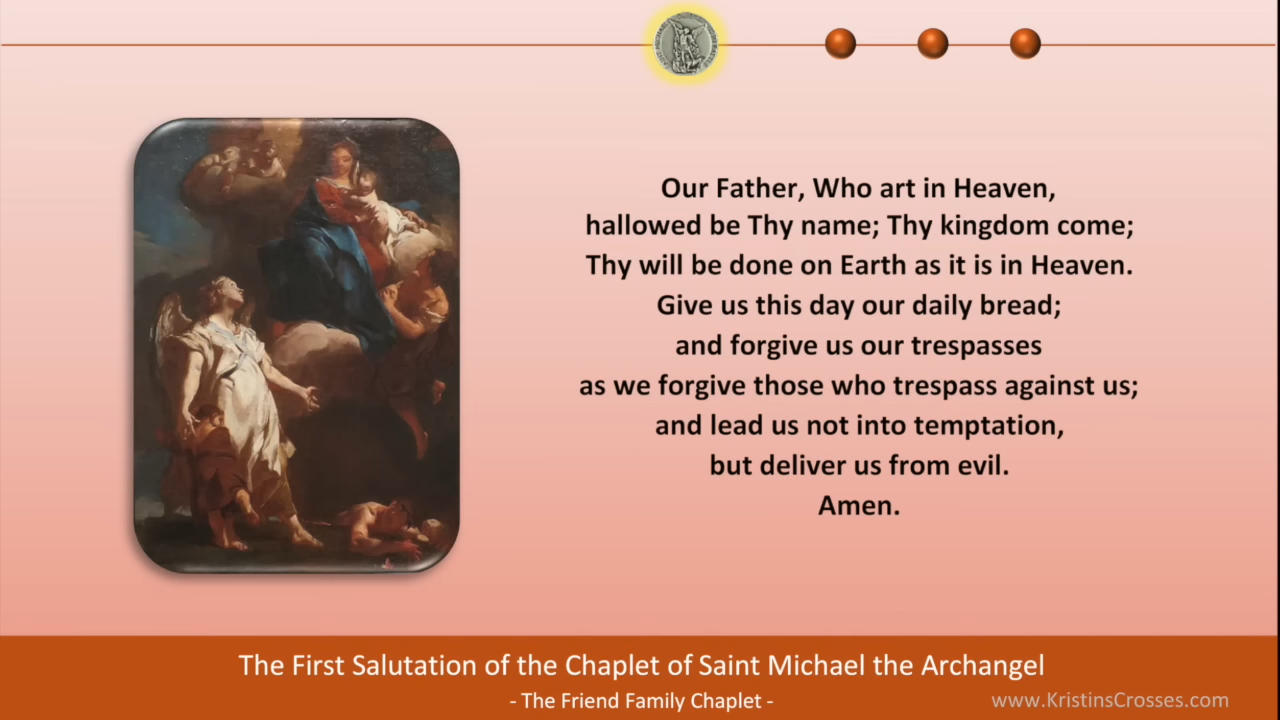 Our Father, Who art in Heaven,
hallowed be Thy name; Thy kingdom come;
Thy will be done on Earth as it is in Heaven.
Give us this day our daily bread;
and forgive us our trespasses
as we forgive those who trespass against us;
and lead us not into temptation,
but deliver us from evil.
Amen.
The First Salutation of the Chaplet of Saint Michael the Archangel
- The Friend Family Chaplet -
www.KristinsCrosses.com